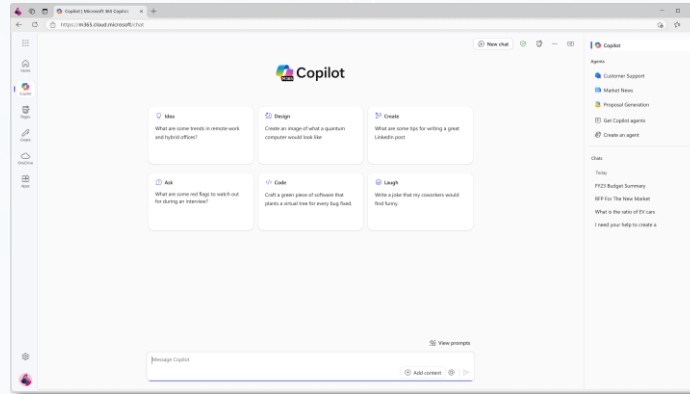 Copilot | Microsoft 365 Copilot
https://m365.cloud.microsoft/chat
New chat
Copilot
Home
Copilot
Pages
Create
OneDrive
More
M365
Copilot
Idea
What are some trends in remote work
and hybrid offices?
Design
Create an image of what a quantum
computer would look like
Create
What are some tips for writing a great
LinkedIn post
Ask
What are some red flags to watch out
for during an interview?
Code
Craft a green piece of software that
plants a virtual tree for every bug fixed.
Laugh
Write a joke that my coworkers would
find funny.
View prompts
Message Copilot
Add content
Agents
Customer Support
Market News
Proposal Generation
Get Copilot agents
Create an agent
Chats
Today
FY23 Budget Summary
RFP For The New Market
What is the ratio of EV cars
I need your help to create a